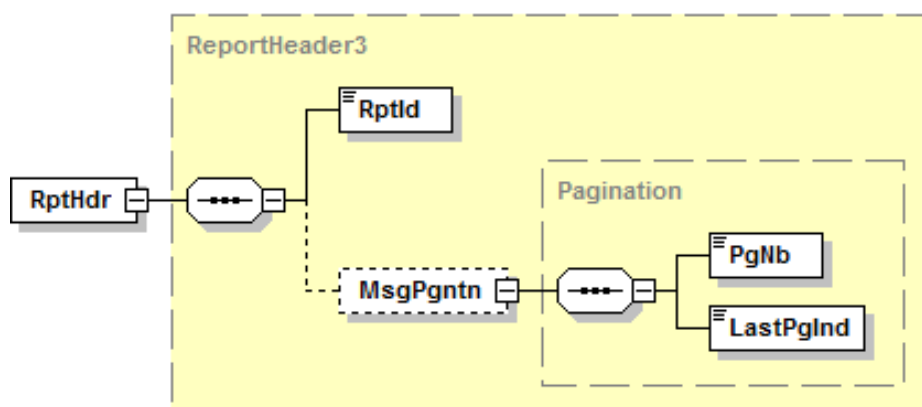 ReportHeader3
RptId
RptHdr
Pagination
PgNb
MsgPgntn
LastPgInd